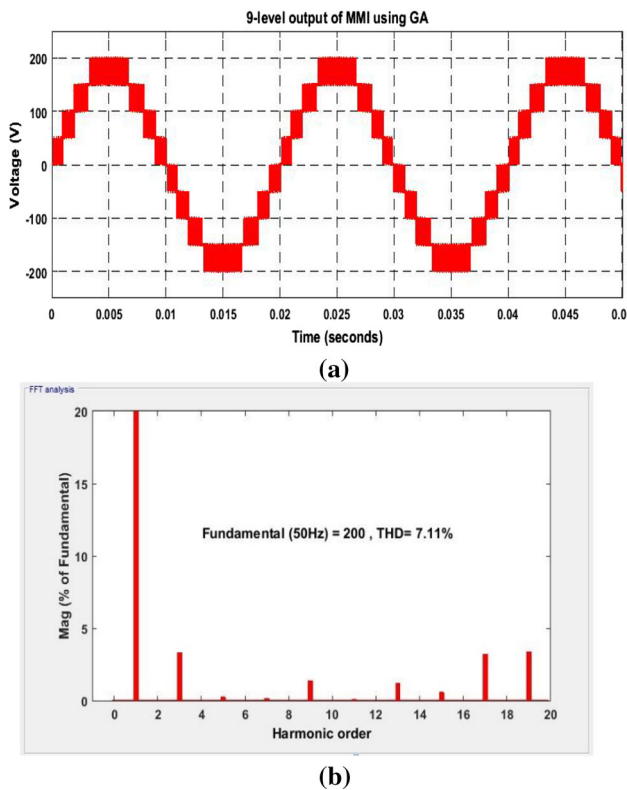 9-level output of MMI using GA
Voltage (V)
200
100
0
-100
-200
0 0.005 0.01 0.015 0.02 0.025 0.03 0.035 0.04 0.045 0.0
Time (seconds)
(a)
FFT analysis
Mag (% of Fundamental)
20
15
10
5
0
Fundamental (50Hz) = 200 , THD= 7.11%
0 2 4 6 8 10 12 14 16 18 20
Harmonic order
(b)